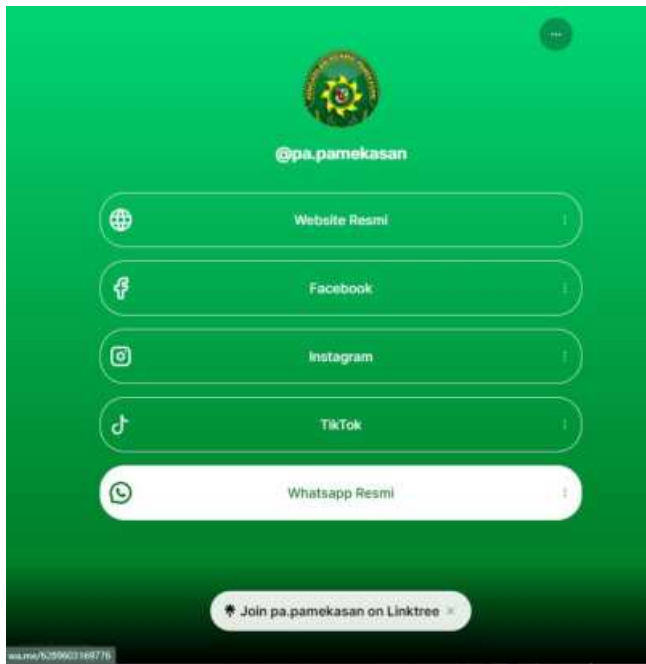 @pa.pamekasan
Website Resmi
Facebook
Instagram
TikTok
Whatsapp Resmi
Join pa.pamekasan on Linktree